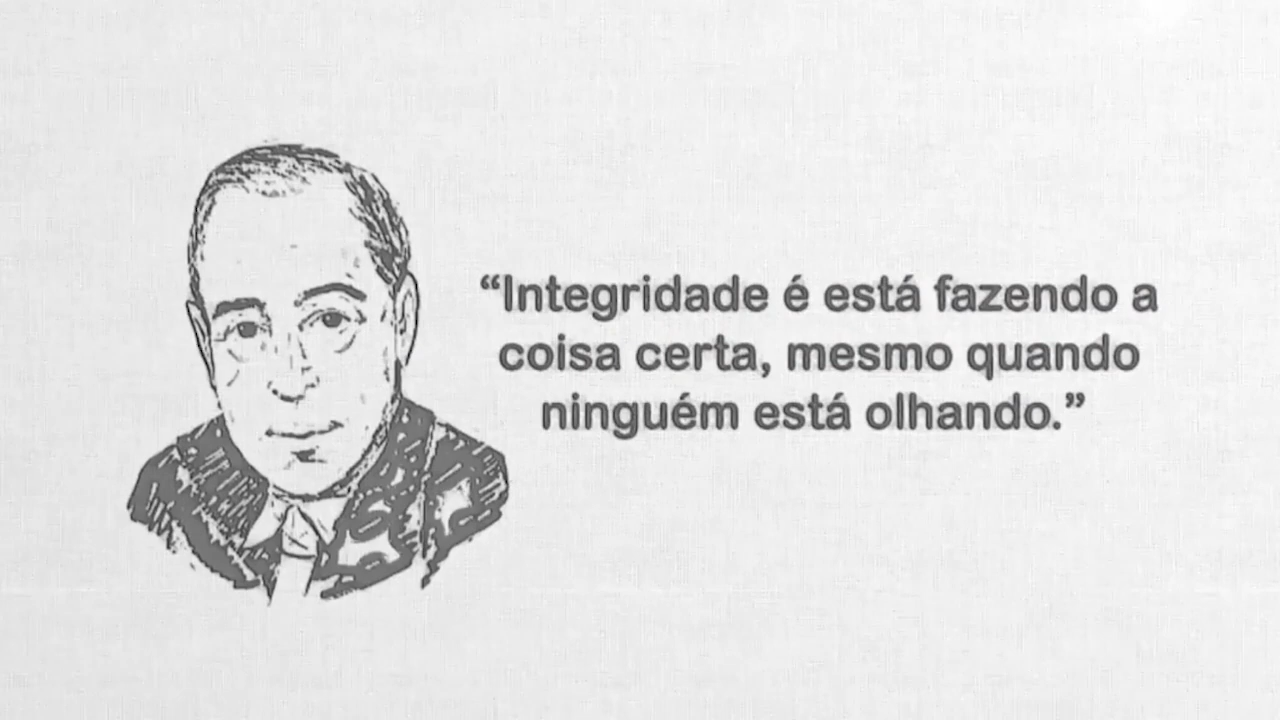 “Integridade é está fazendo a
coisa certa, mesmo quando
ninguém está olhando.”